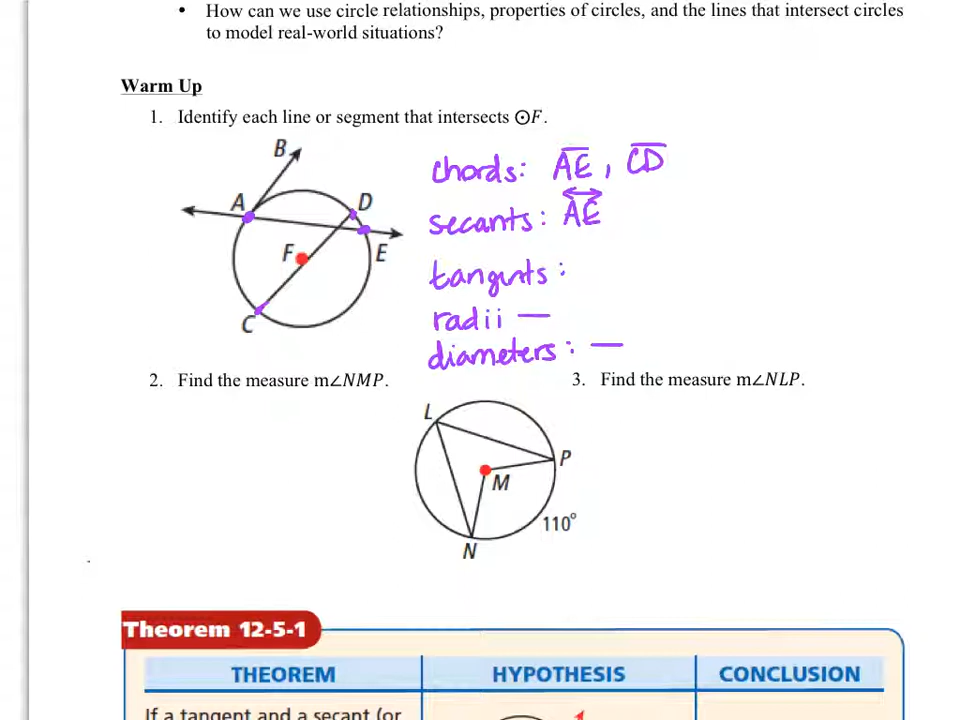 • How can we use circle relationships, properties of circles, and the lines that intersect circles
to model real-world situations?
Warm Up
1. Identify each line or segment that intersects ⊙F.
B
A
D
F
E
C
chords: A͞E͞, C͞D͞
secants: A͞E͞
tangents:
radii —
diameters: —
2. Find the measure m∠NMP.
3. Find the measure m∠NLP.
L
P
M
110°
N
Theorem 12-5-1
THEOREM HYPOTHESIS CONCLUSION
If a tangent and a secant (or